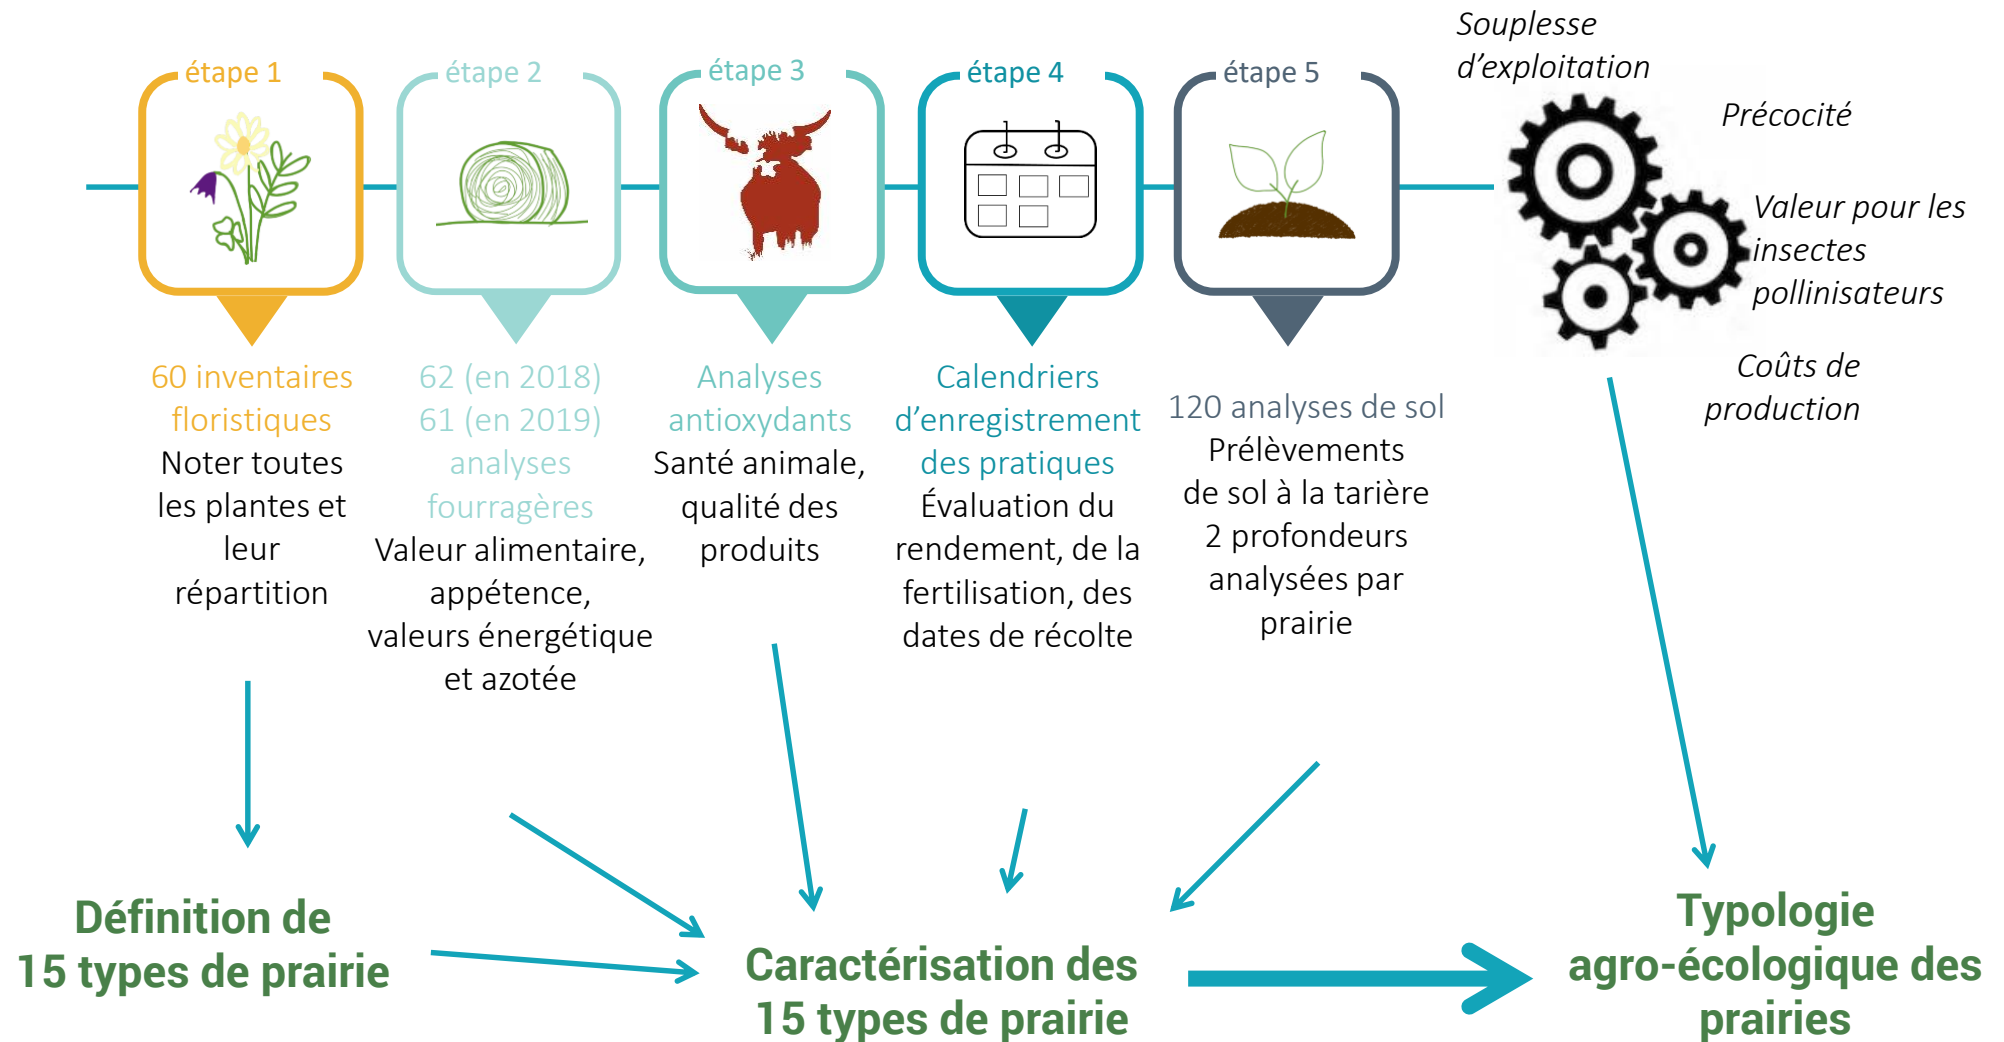 étape 1
60 inventaires
floristiques
Noter toutes
les plantes et
leur
répartition
étape 2
62 (en 2018)
61 (en 2019)
analyses
fourragères
Valeur alimentaire,
appétence,
valeurs énergétique
et azotée
étape 3
Analyses
antioxydants
Santé animale,
qualité des
produits
étape 4
Calendriers
d’enregistrement
des pratiques
Évaluation du
rendement, de la
fertilisation, des
dates de récolte
étape 5
120 analyses de sol
Prélèvements
de sol à la tarière
2 profondeurs
analysées par
prairie
Souplesse
d’exploitation
Précocité
Valeur pour les
insectes
pollinisateurs
Coûts de
production
Définition de
15 types de prairie
Caractérisation des
15 types de prairie
Typologie
agro-écologique des
prairies